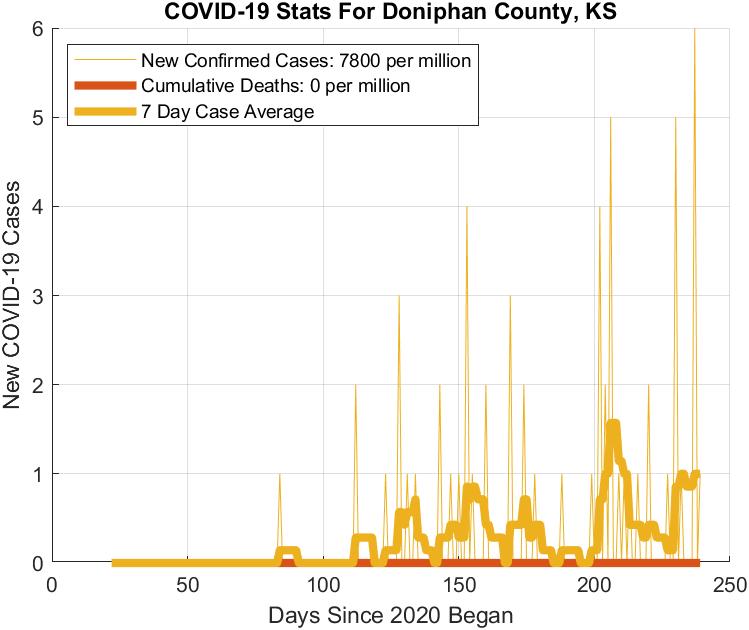 COVID-19 Stats For Doniphan County, KS
New Confirmed Cases: 7800 per million
Cumulative Deaths: 0 per million
7 Day Case Average
New COVID-19 Cases
6
5
4
3
2
1
0
0 50 100 150 200 250
Days Since 2020 Began